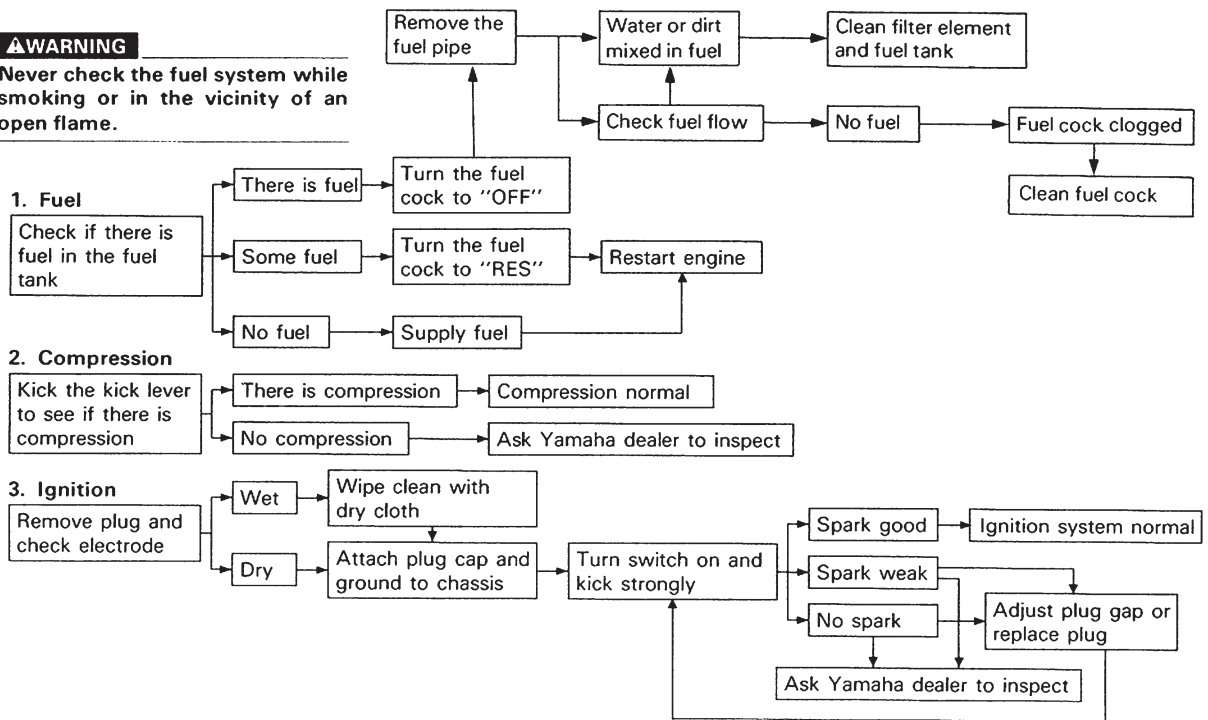 ⚠WARNING
Never check the fuel system while
smoking or in the vicinity of an
open flame.
Remove the
fuel pipe
Water or dirt
mixed in fuel
Clean filter element
and fuel tank
Check fuel flow
No fuel
Fuel cock clogged
Clean fuel cock
1. Fuel
Check if there is
fuel in the fuel
tank
There is fuel
Turn the fuel
cock to "OFF"
Some fuel
Turn the fuel
cock to "RES"
Restart engine
No fuel
Supply fuel
2. Compression
Kick the kick lever
to see if there is
compression
There is compression
Compression normal
No compression
Ask Yamaha dealer to inspect
3. Ignition
Remove plug and
check electrode
Wet
Wipe clean with
dry cloth
Dry
Attach plug cap and
ground to chassis
Turn switch on and
kick strongly
Spark good
Ignition system normal
Spark weak
No spark
Adjust plug gap or
replace plug
Ask Yamaha dealer to inspect